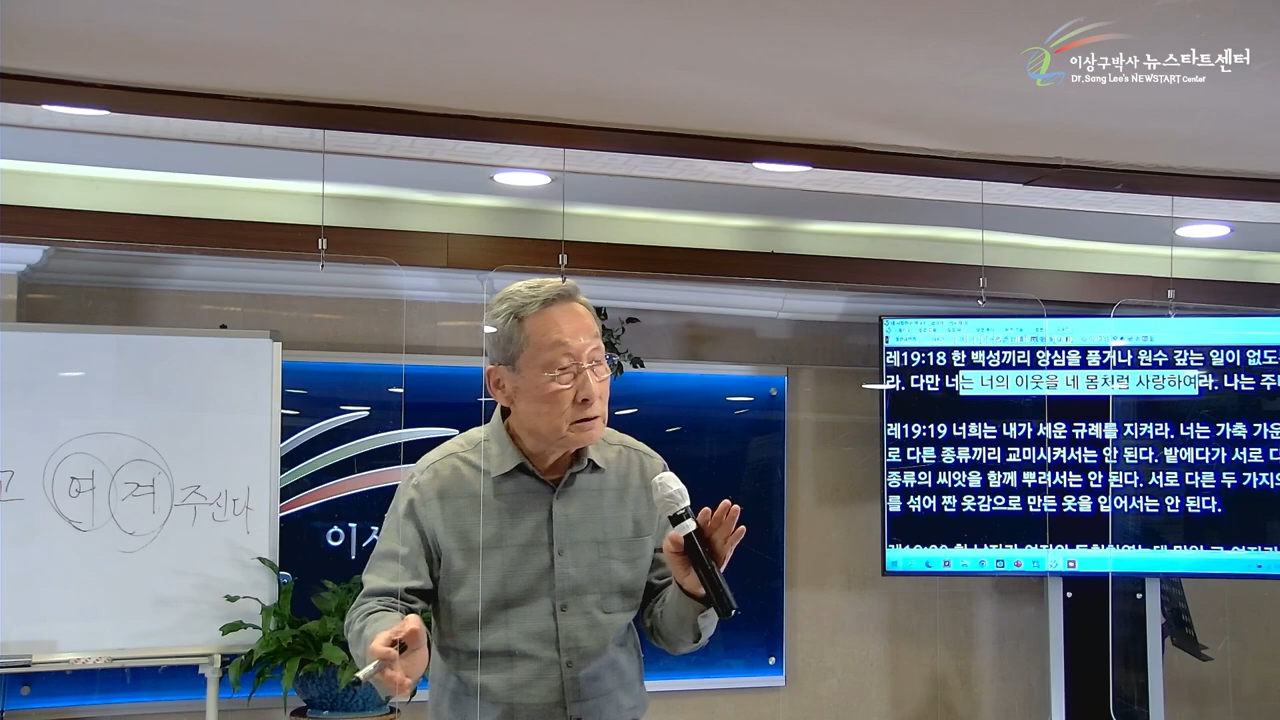 이상구박사 뉴스타트센터
Dr. Sang Lee's NEWSTART Center
레19:18 한 백성끼리 앙심을 품거나 원수 갚는 일이 없도
라. 다만 너는 너의 이웃을 네 몸처럼 사랑하여라. 나는 주
레19:19 너희는 내가 세운 규례를 지켜라. 너는 가축 가운
로 다른 종류끼리 교미시켜서는 안 된다. 밭에다가 서로 다
종류의 씨앗을 함께 뿌려서는 안 된다. 서로 다른 두 가지의
를 섞어 짠 옷감으로 만든 옷을 입어서는 안 된다.
고 여겨 주신다
이상